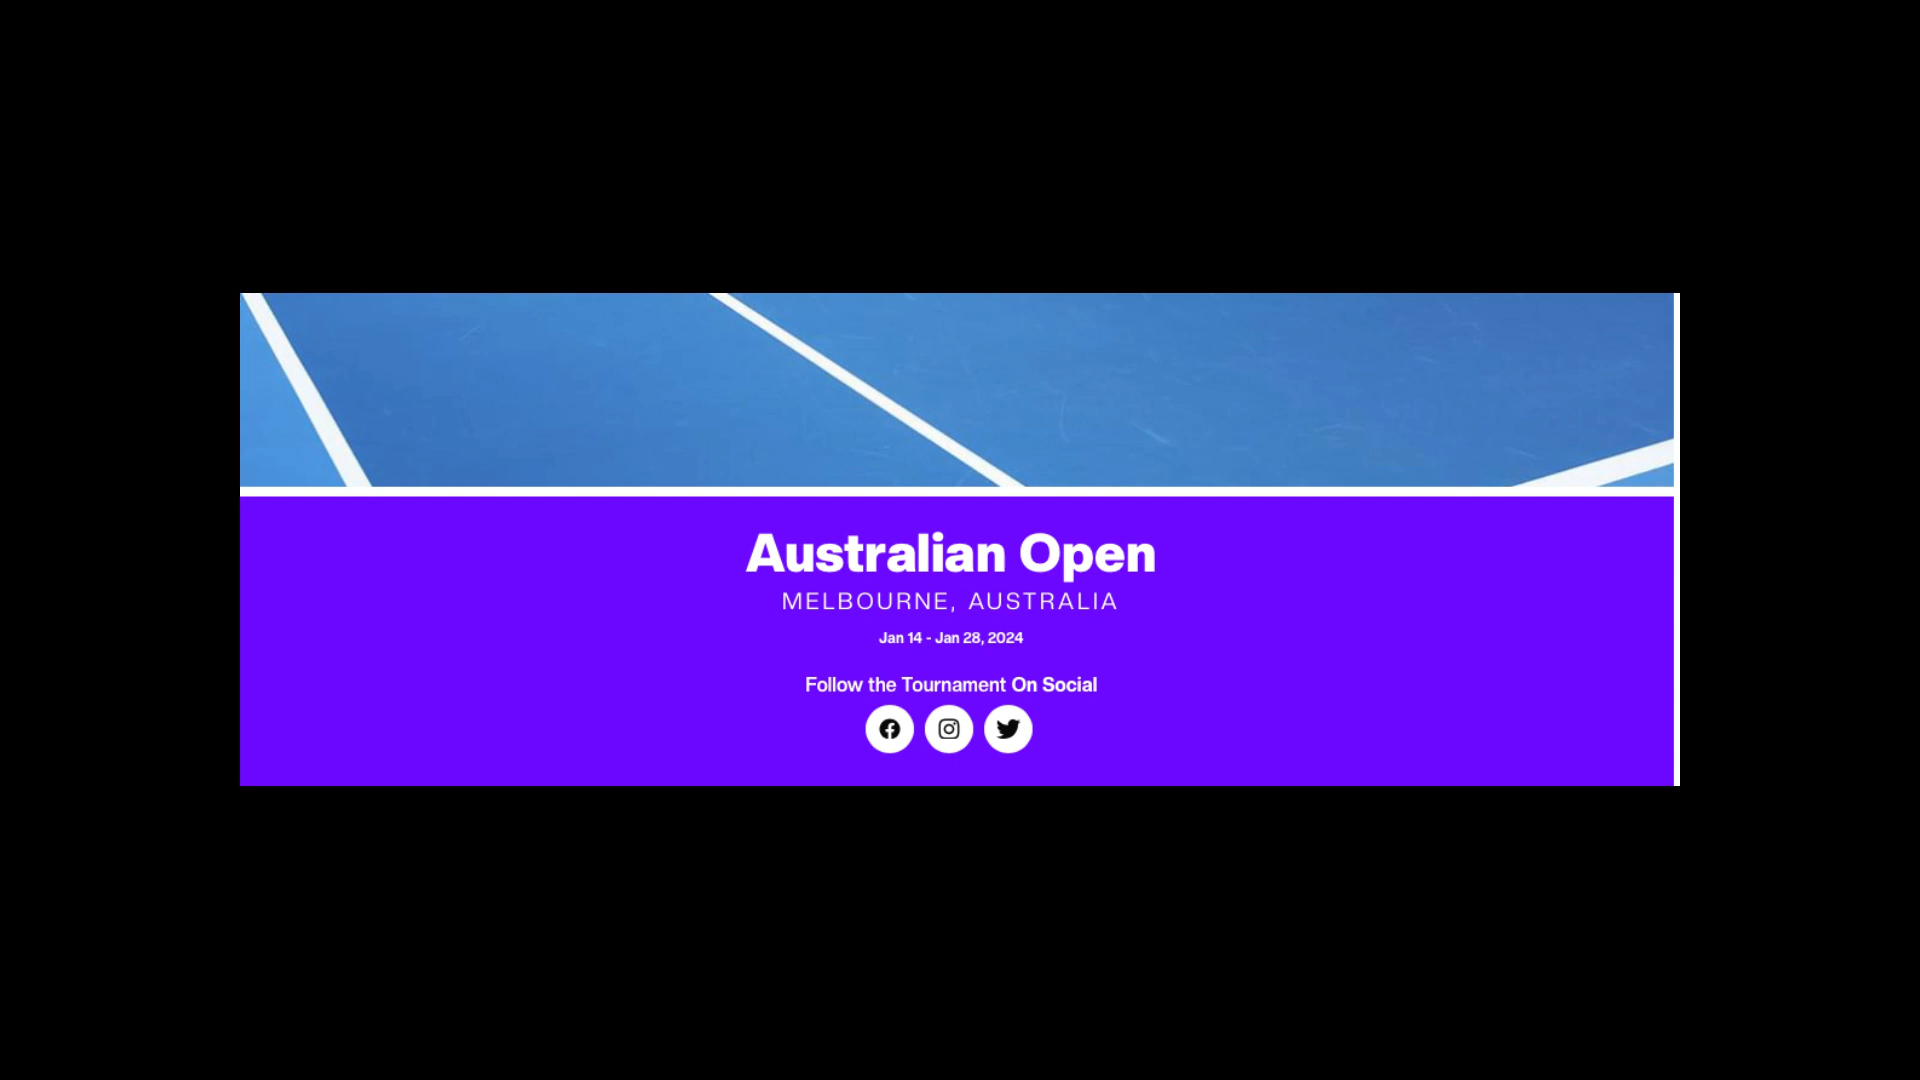 Australian Open
MELBOURNE, AUSTRALIA
Jan 14 - Jan 28, 2024
Follow the Tournament On Social